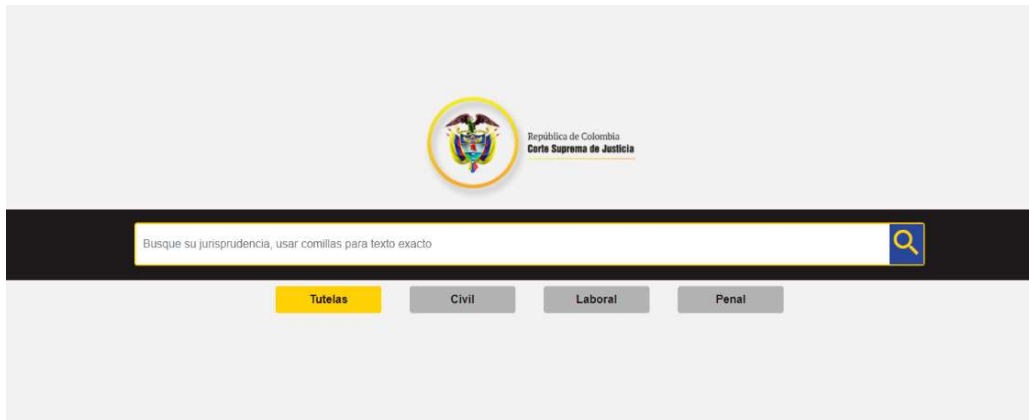 República de Colombia
Corte Suprema de Justicia
Busque su jurisprudencia, usar comillas para texto exacto
Tutelas
Civil
Laboral
Penal